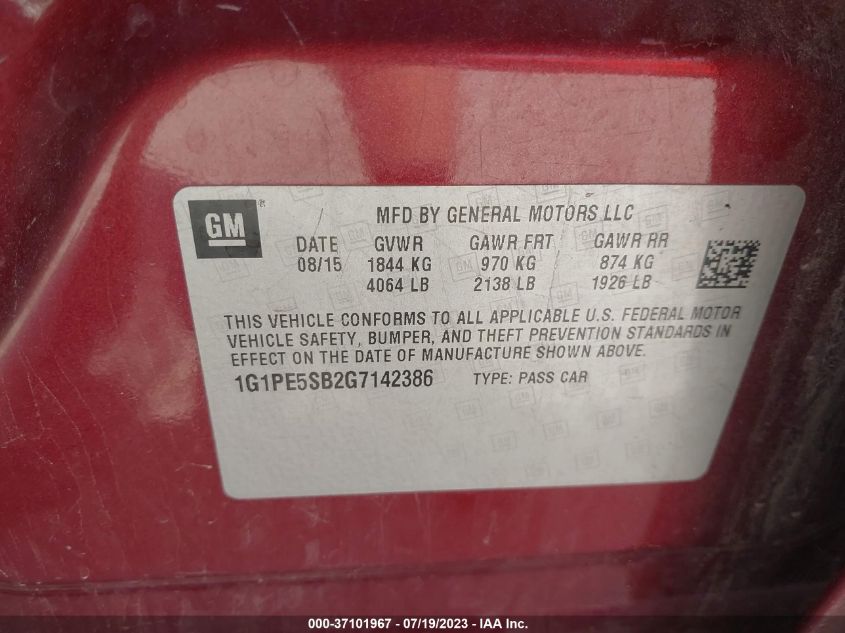 GM
MFD BY GENERAL MOTORS LLC
DATE GVWR GAWR FRT GAWR RR
08/15 1844 KG 970 KG 874 KG
4064 LB 2138 LB 1926 LB
THIS VEHICLE CONFORMS TO ALL APPLICABLE U.S. FEDERAL MOTOR
VEHICLE SAFETY, BUMPER, AND THEFT PREVENTION STANDARDS IN
EFFECT ON THE DATE OF MANUFACTURE SHOWN ABOVE.
1G1PE5SB2G7142386 TYPE: PASS CAR
000-37101967 - 07/19/2023 - IAA Inc.